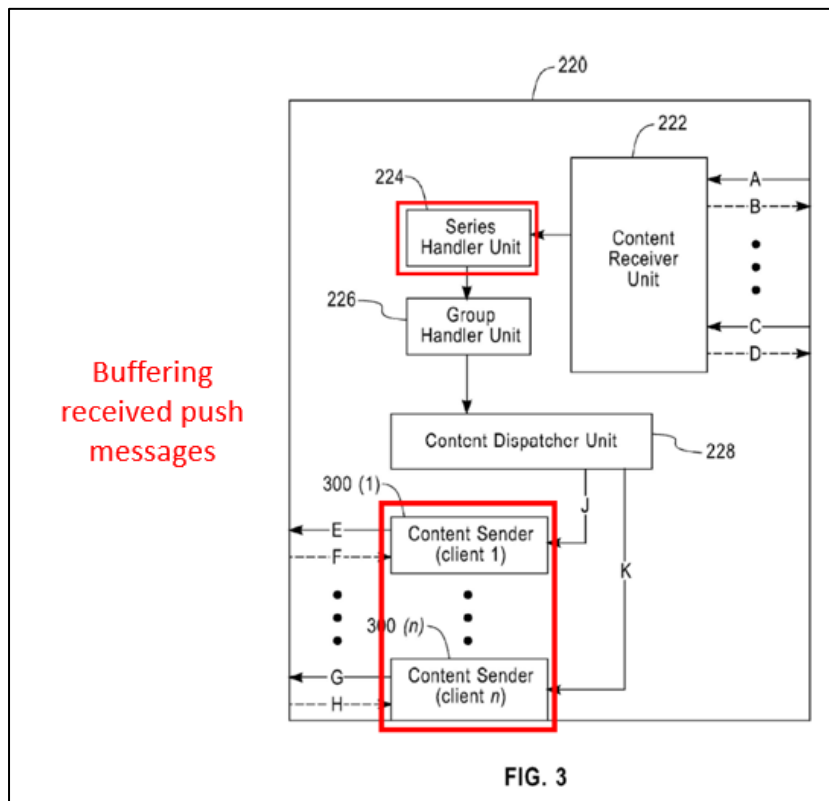 220
222
224
A
Series
Handler Unit
B
Content
Receiver
Unit
226
Group
Handler Unit
C
D
Buffering
received push
messages
Content Dispatcher Unit
228
300 (1)
J
E
Content Sender
(client 1)
F
K
300 (n)
G
Content Sender
(client n)
H
FIG. 3